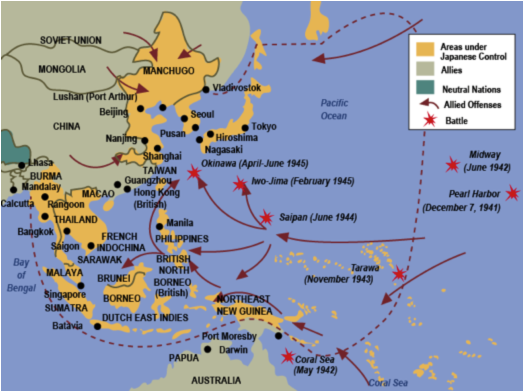 SOVIET UNION
MONGOLIA
MANCHUGO
Vladivostok
Lushan (Port Arthur)
Beijing
Seoul
CHINA
Pusan
Tokyo
Hiroshima
Nanjing
Nagasaki
Shanghai
Lhasa
TAIWAN
Okinawa (April-June 1945)
BURMA
Guangzhou
Mandalay
MACAO
Hong Kong
(British)
Iwo-Jima (February 1945)
Calcutta
Rangoon
THAILAND
Manila
Saipan (June 1944)
Bangkok
FRENCH
INDOCHINA
PHILIPPINES
Saigon
SARAWAK
BRITISH
NORTH
BORNEO
(British)
Bay
of
Bengal
MALAYA
BRUNEI
Singapore
BORNEO
SUMATRA
NORTHEAST
NEW GUINEA
DUTCH EAST INDIES
Batavia
Port Moresby
Darwin
PAPUA
AUSTRALIA
Coral Sea
(May 1942)
Coral Sea
Tarawa
(November 1943)
Pearl Harbor
(December 7, 1941)
Midway
(June 1942)
Pacific
Ocean
Areas under
Japanese Control
Allies
Neutral Nations
Allied Offenses
Battle